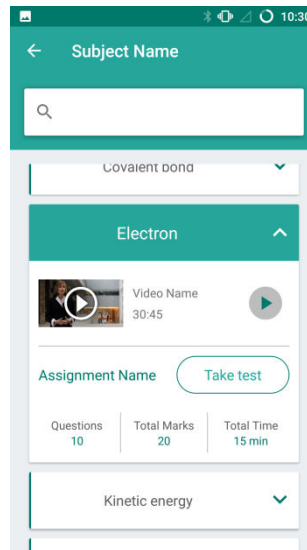 10:30
Subject Name
Covalent bond
Electron
Video Name
30:45
Assignment Name
Take test
Questions
10
Total Marks
20
Total Time
15 min
Kinetic energy